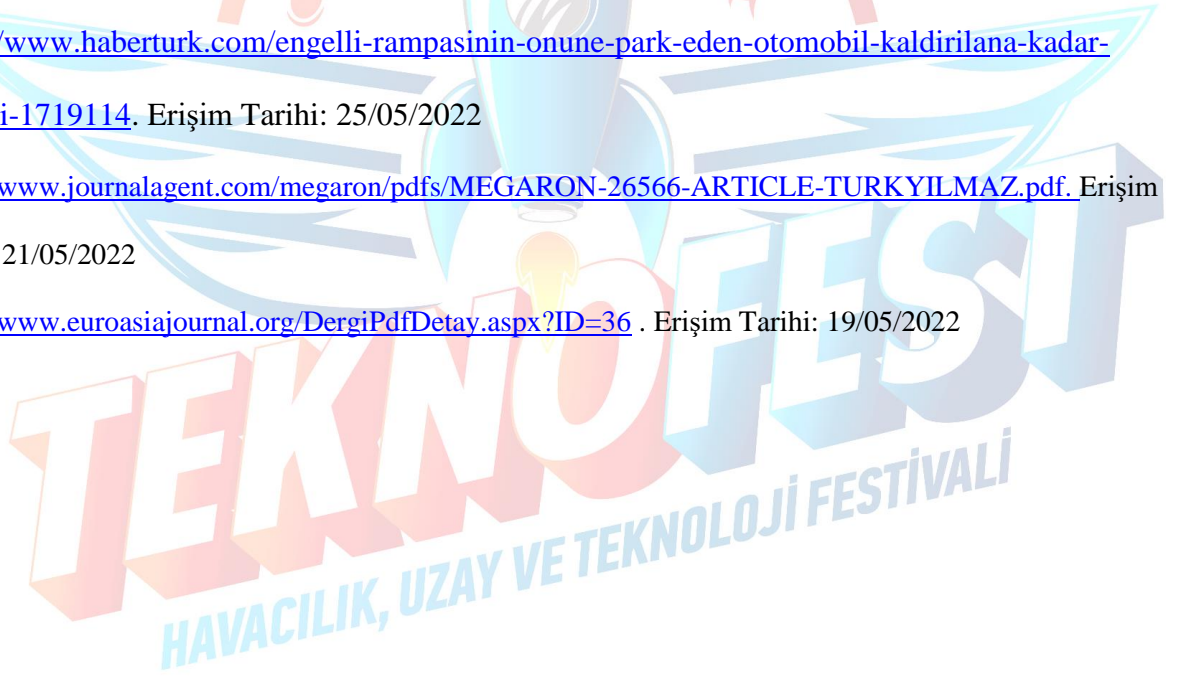 /www.haberturk.com/engelli-rampasinin-onune-park-eden-otomobil-kaldirilana-kadar-
i-1719114. Erişim Tarihi: 25/05/2022
www.journalagent.com/megaron/pdfs/MEGARON-26566-ARTICLE-TURKYILMAZ.pdf. Erişim
21/05/2022
www.euroasiajournal.org/DergiPdfDetay.aspx?ID=36 . Erişim Tarihi: 19/05/2022
TEKNOFEST
HAVACILIK, UZAY VE TEKNOLOJİ FESTİVALİ